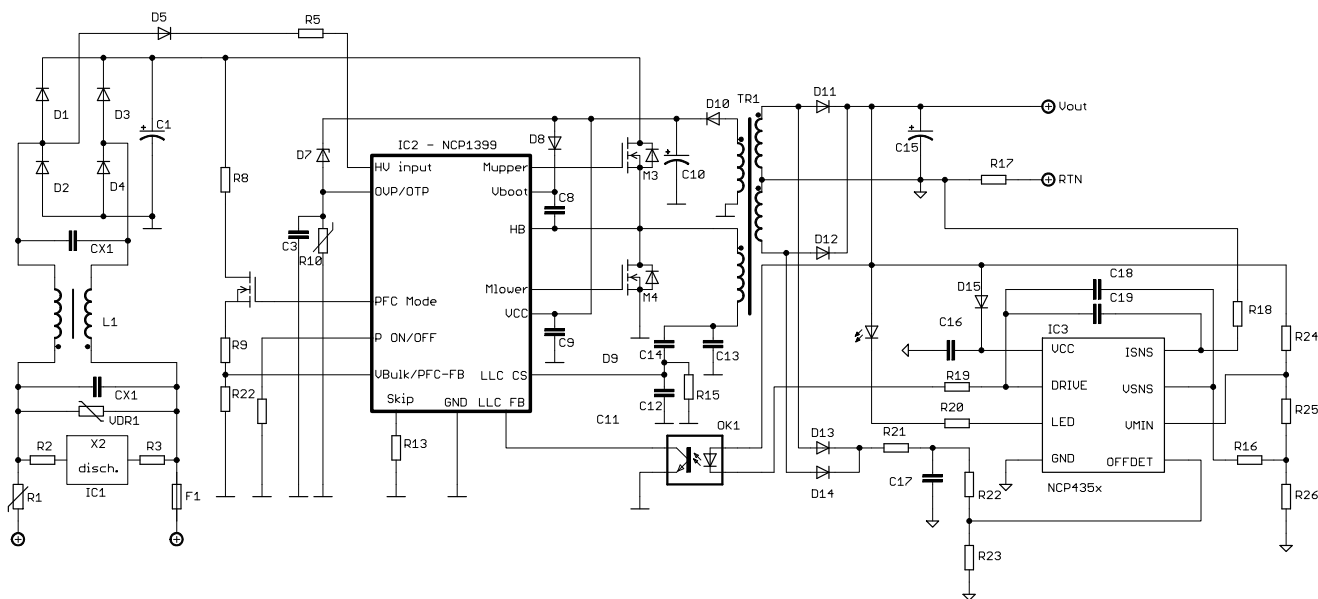 D5
R5
D1
D3
C1
D2
D4
CX1
L1
CX1
VDR1
R2
X2
disch.
R3
IC1
R1
F1
R8
R9
R22
D7
C3
R10
IC2 - NCP1399
HV input
OVP/OTP
PFC Mode
P ON/OFF
VBulk/PFC-FB
Skip
GND
LLC FB
Mupper
Vboot
HB
Mlower
VCC
LLC CS
R13
D8
C8
C9
D9
C11
M3
M4
C10
D10
TR1
C14
C13
C12
R15
OK1
D11
D12
C15
Vout
R17
RTN
D13
D14
R21
C17
R22
R23
R19
R20
C16
D15
C18
C19
IC3
VCC
DRIVE
LED
GND
ISNS
VSNS
VMIN
OFFDET
NCP435x
R18
R24
R25
R16
R26